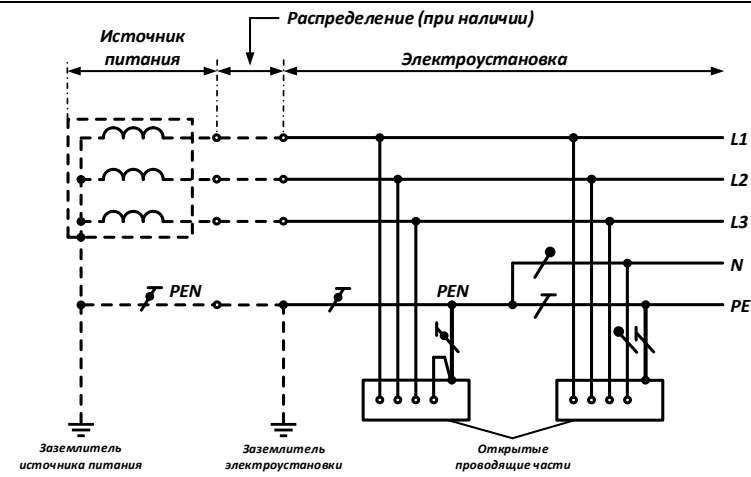 Распределение (при наличии)
Источник
питания
Электроустановка
L1
L2
L3
N
PEN
PEN
PE
Заземлитель
источника питания
Заземлитель
электроустановки
Открытые
проводящие части